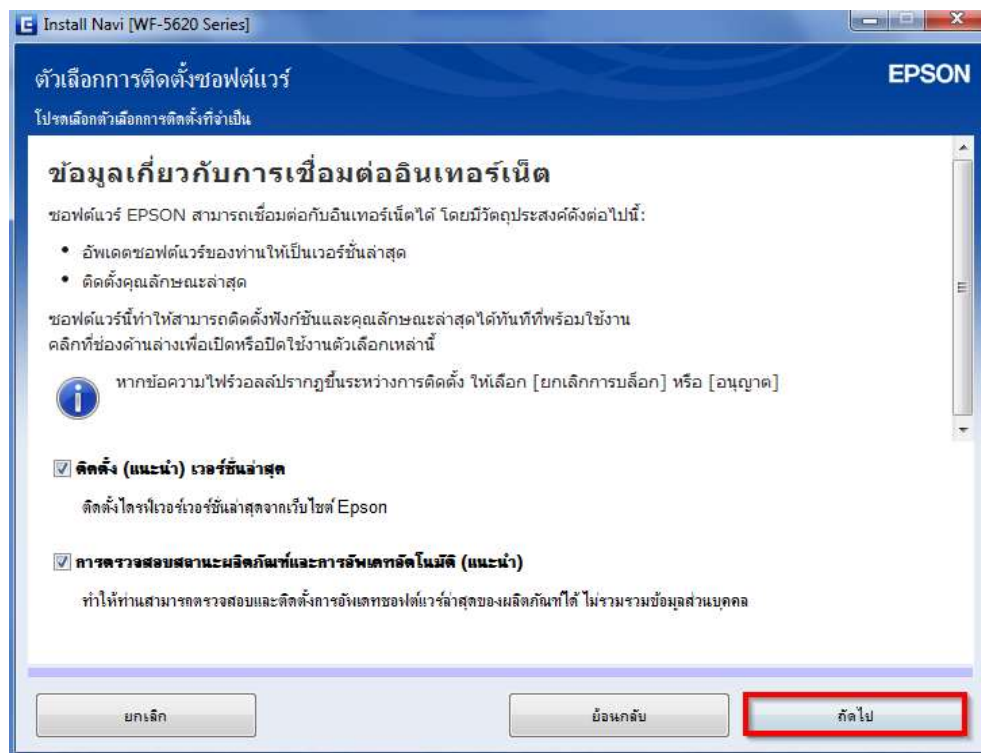 Install Navi [WF-5620 Series]
ตัวเลือกการติดตั้งซอฟต์แวร์
EPSON
โปรดเลือกตัวเลือกการติดตั้งที่จำเป็น
ข้อมูลเกี่ยวกับการเชื่อมต่ออินเทอร์เน็ต
ซอฟต์แวร์ EPSON สามารถเชื่อมต่อกับอินเทอร์เน็ตได้ โดยมีวัตถุประสงค์ดังต่อไปนี้:
• อัพเดตซอฟต์แวร์ของท่านให้เป็นเวอร์ชั่นล่าสุด
• ติดตั้งคุณลักษณะล่าสุด
ซอฟต์แวร์นี้ทำให้สามารถติดตั้งฟังก์ชันและคุณลักษณะล่าสุดได้ทันทีที่พร้อมใช้งาน
คลิกที่ช่องด้านล่างเพื่อเปิดหรือปิดใช้งานตัวเลือกเหล่านี้
หากข้อความไฟร์วอลล์ปรากฏขึ้นระหว่างการติดตั้ง ให้เลือก [ยกเลิกการบล็อก] หรือ [อนุญาต]
ติดตั้ง (แนะนำ) เวอร์ชั่นล่าสุด
ติดตั้งไดรฟ์เวอร์เวอร์ชั่นล่าสุดจากเว็บไซต์ Epson
การตรวจสอบสถานะผลิตภัณฑ์และการอัพเดทอัตโนมัติ (แนะนำ)
ทำให้ท่านสามารถตรวจสอบและติดตั้งการอัพเดทซอฟต์แวร์ล่าสุดของผลิตภัณฑ์ได้ ไม่รวมรวมข้อมูลส่วนบุคคล
ยกเลิก
ย้อนกลับ
ถัดไป